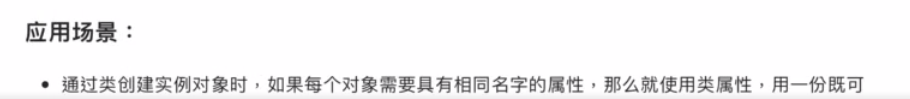 应用场景：
• 通过类创建实例对象时，如果每个对象需要具有相同名字的属性，那么就使用类属性，用一份既可